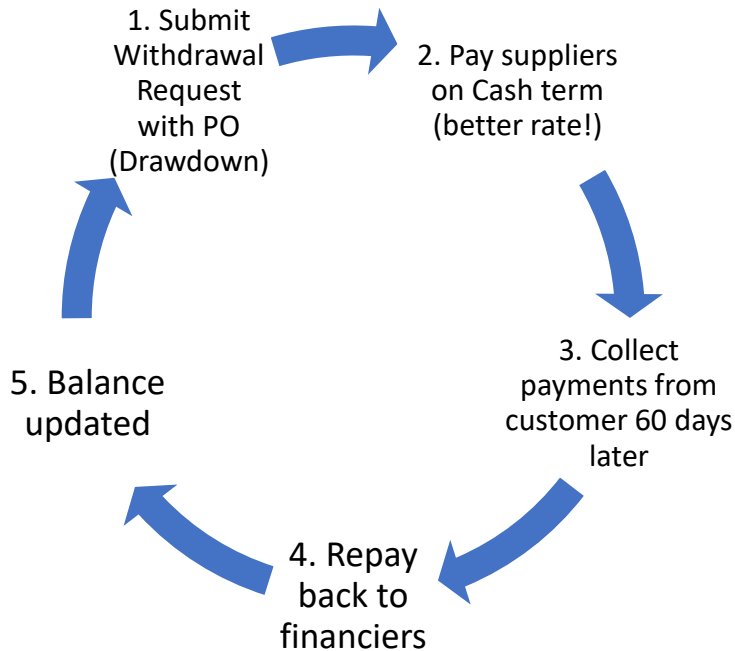 1. Submit
Withdrawal
Request
with PO
(Drawdown)
2. Pay suppliers
on Cash term
(better rate!)
3. Collect
payments from
customer 60 days
later
4. Repay
back to
financiers
5. Balance
updated